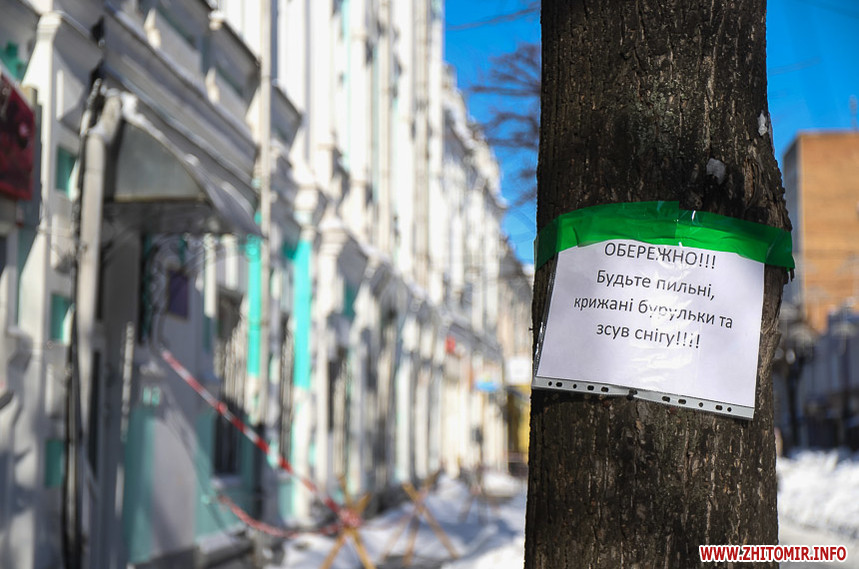 ОБЕРЕЖНО!!!
Будьте пильні,
крижані бурульки та
зсув снігу!!!!
WWW.ZHITOMIR.INFO